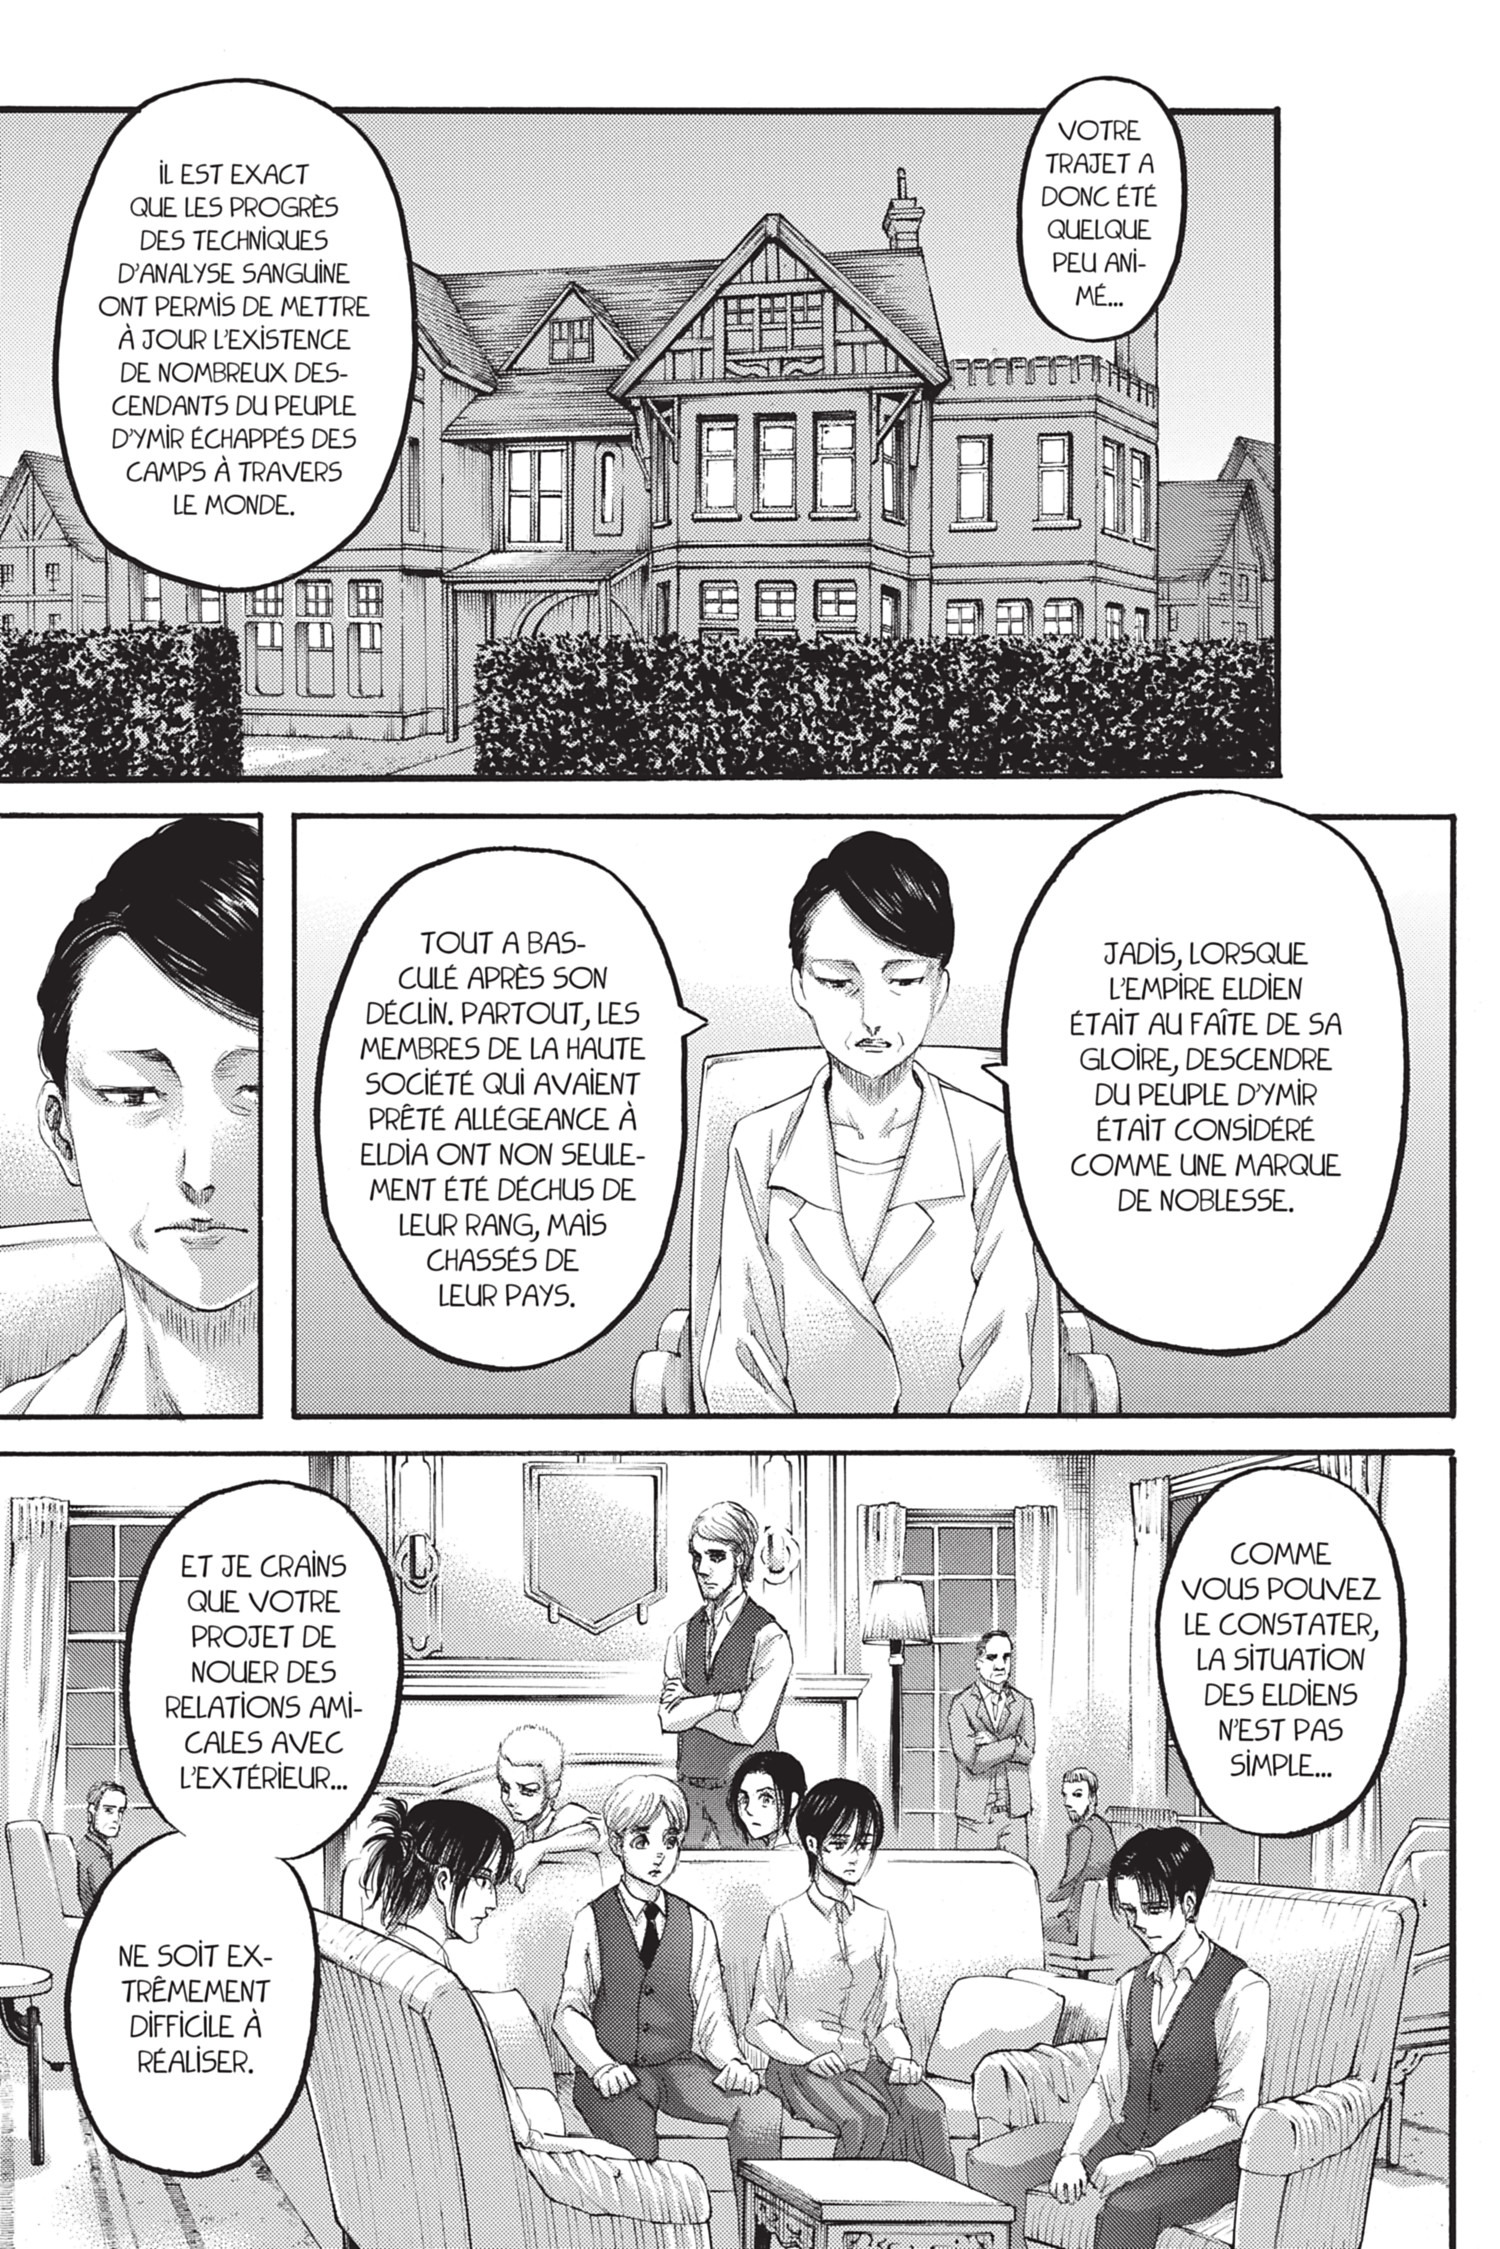 VOTRE
TRAJET A
DONC ÉTÉ
QUELQUE
PEU ANI-
MÉ...
IL EST EXACT
QUE LES PROGRÈS
DES TECHNIQUES
D'ANALYSE SANGUINE
ONT PERMIS DE METTRE
À JOUR L'EXISTENCE
DE NOMBREUX DES-
CENDANTS DU PEUPLE
D'YMIR ÉCHAPPÉS DES
CAMPS À TRAVERS
LE MONDE.
JADIS, LORSQUE
L'EMPIRE ELDIEN
ÉTAIT AU FAÎTE DE SA
GLOIRE, DESCENDRE
DU PEUPLE D'YMIR
ÉTAIT CONSIDÉRÉ
COMME UNE MARQUE
DE NOBLESSE.
TOUT A BAS-
CULÉ APRÈS SON
DÉCLIN. PARTOUT, LES
MEMBRES DE LA HAUTE
SOCIÉTÉ QUI AVAIENT
PRÊTÉ ALLÉGEANCE À
ELDIA ONT NON SEULE-
MENT ÉTÉ DÉCHUS DE
LEUR RANG, MAIS
CHASSÉS DE
LEUR PAYS.
COMME
VOUS POUVEZ
LE CONSTATER,
LA SITUATION
DES ELDIENS
N'EST PAS
SIMPLE...
ET JE CRAINS
QUE VOTRE
PROJET DE
NOUER DES
RELATIONS AMI-
CALES AVEC
L'EXTÉRIEUR...
NE SOIT EX-
TRÊMEMENT
DIFFICILE À
RÉALISER.